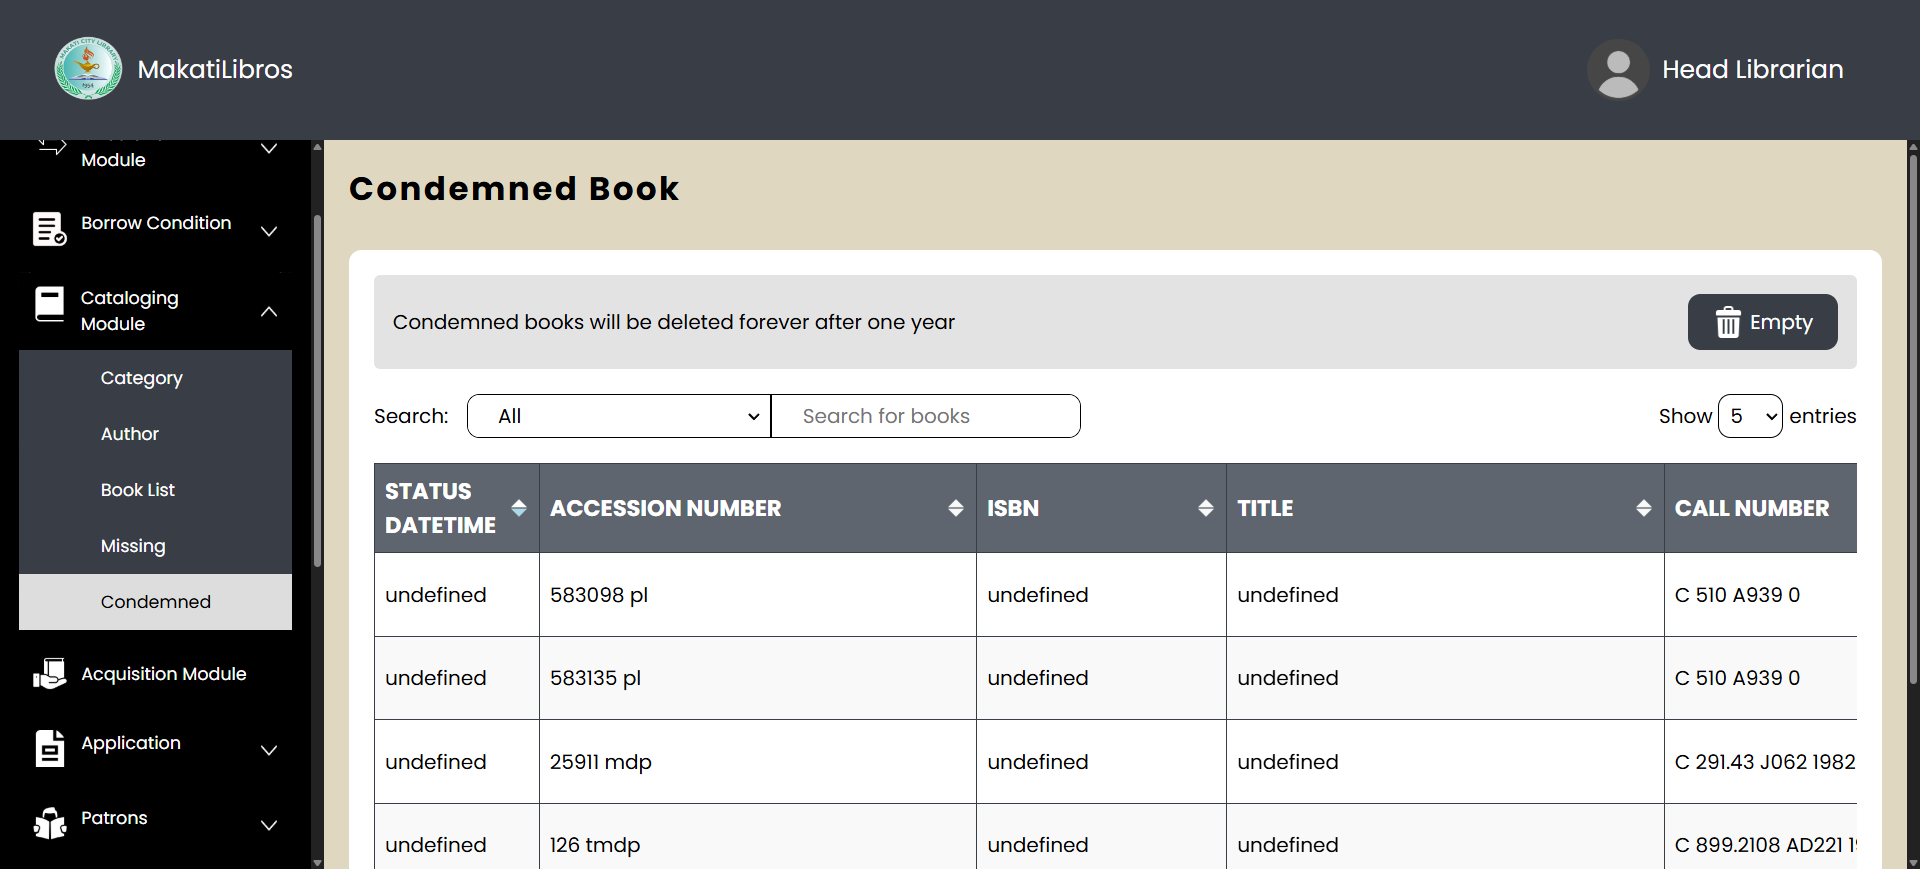 MakatiLibros
Head Librarian
Module
Borrow Condition
Cataloging
Module
Category
Author
Book List
Missing
Condemned
Acquisition Module
Application
Patrons
Condemned Book
Condemned books will be deleted forever after one year
Empty
Search: All Search for books
Show 5 entries
STATUS DATETIME ACCESSION NUMBER ISBN TITLE CALL NUMBER
undefined 583098 pl undefined undefined C 510 A939 0
undefined 583135 pl undefined undefined C 510 A939 0
undefined 25911 mdp undefined undefined C 291.43 J062 1982
undefined 126 tmdp undefined undefined C 899.2108 AD221